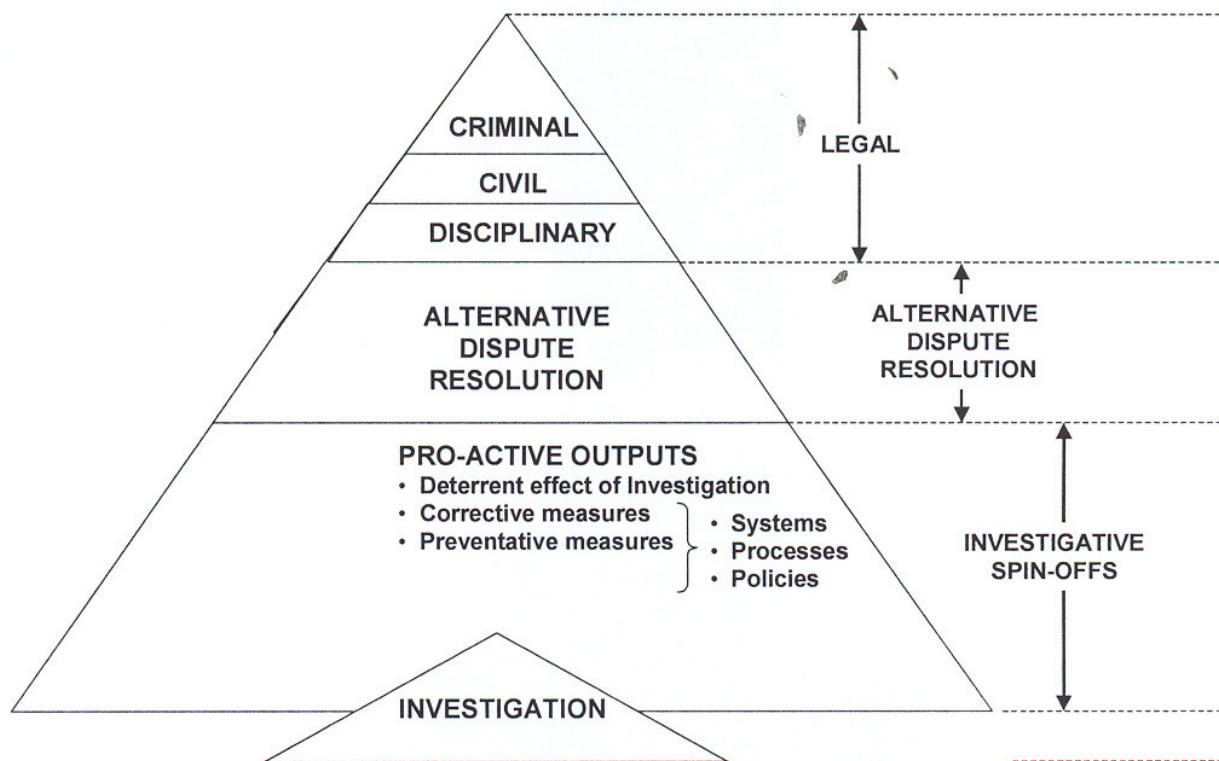 CRIMINAL
CIVIL
DISCIPLINARY
ALTERNATIVE
DISPUTE
RESOLUTION
PRO-ACTIVE OUTPUTS
• Deterrent effect of Investigation
• Corrective measures
• Preventative measures
• Systems
• Processes
• Policies
INVESTIGATION
LEGAL
ALTERNATIVE
DISPUTE
RESOLUTION
INVESTIGATIVE
SPIN-OFFS